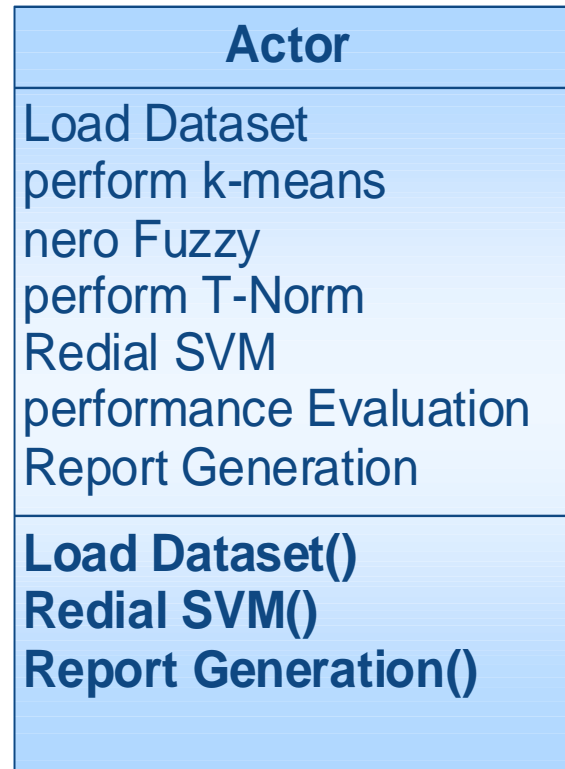 Actor
Load Dataset
perform k-means
nero Fuzzy
perform T-Norm
Redial SVM
performance Evaluation
Report Generation
Load Dataset()
Redial SVM()
Report Generation()